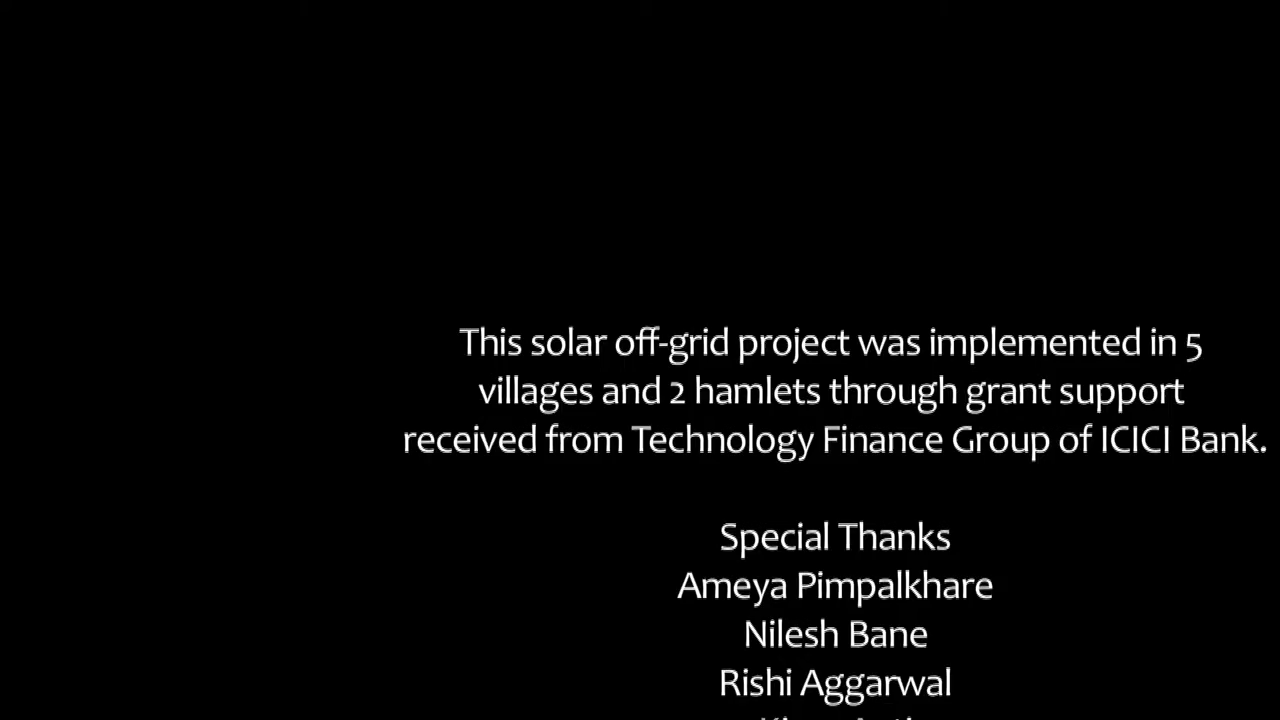 This solar off-grid project was implemented in 5
villages and 2 hamlets through grant support
received from Technology Finance Group of ICICI Bank.
Special Thanks
Ameya Pimpalkhare
Nilesh Bane
Rishi Aggarwal